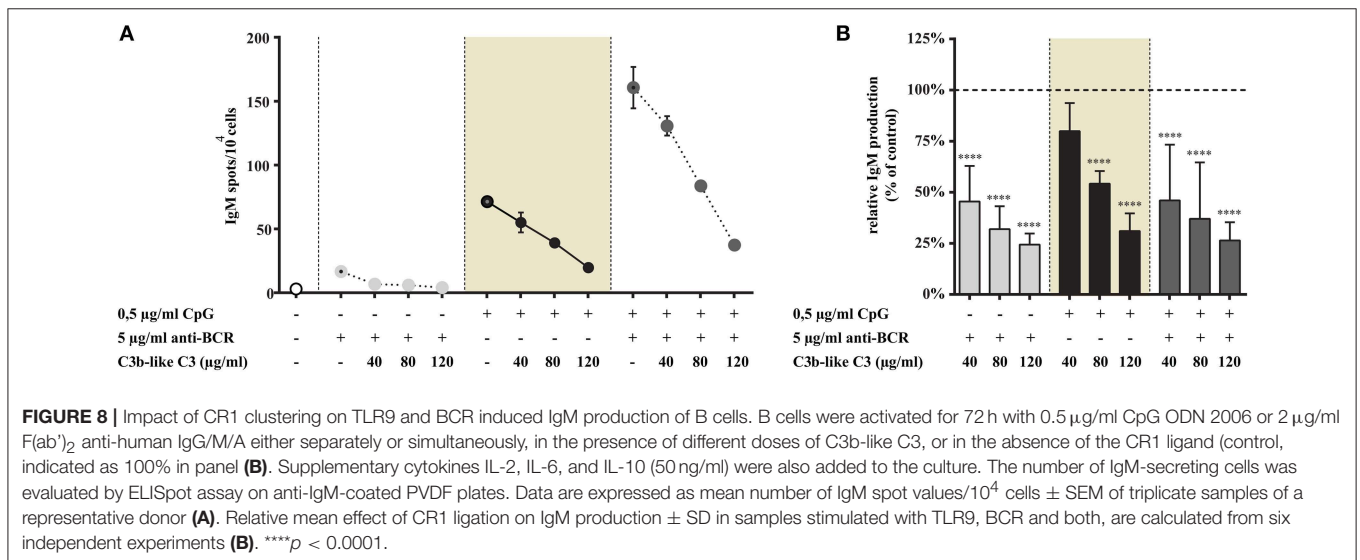 A
200
150
100
50
0
IgM spots/10⁴ cells
0,5 µg/ml CpG - - - - - + + + + + + + +
5 µg/ml anti-BCR - + + + + - - - - + + + +
C3b-like C3 (µg/ml) - - 40 80 120 - 40 80 120 - 40 80 120
B
125%
100%
75%
50%
25%
0%
relative IgM production
(% of control)
**** **** **** **** **** **** **** ****
0,5 µg/ml CpG - - - + + + + + +
5 µg/ml anti-BCR + + + - - - + + +
C3b-like C3 (µg/ml) 40 80 120 40 80 120 40 80 120
FIGURE 8 | Impact of CR1 clustering on TLR9 and BCR induced IgM production of B cells. B cells were activated for 72 h with 0.5 µg/ml CpG ODN 2006 or 2 µg/ml
F(ab')₂ anti-human IgG/M/A either separately or simultaneously, in the presence of different doses of C3b-like C3, or in the absence of the CR1 ligand (control,
indicated as 100% in panel (B). Supplementary cytokines IL-2, IL-6, and IL-10 (50 ng/ml) were also added to the culture. The number of IgM-secreting cells was
evaluated by ELISpot assay on anti-IgM-coated PVDF plates. Data are expressed as mean number of IgM spot values/10⁴ cells ± SEM of triplicate samples of a
representative donor (A). Relative mean effect of CR1 ligation on IgM production ± SD in samples stimulated with TLR9, BCR and both, are calculated from six
independent experiments (B). ****p < 0.0001.